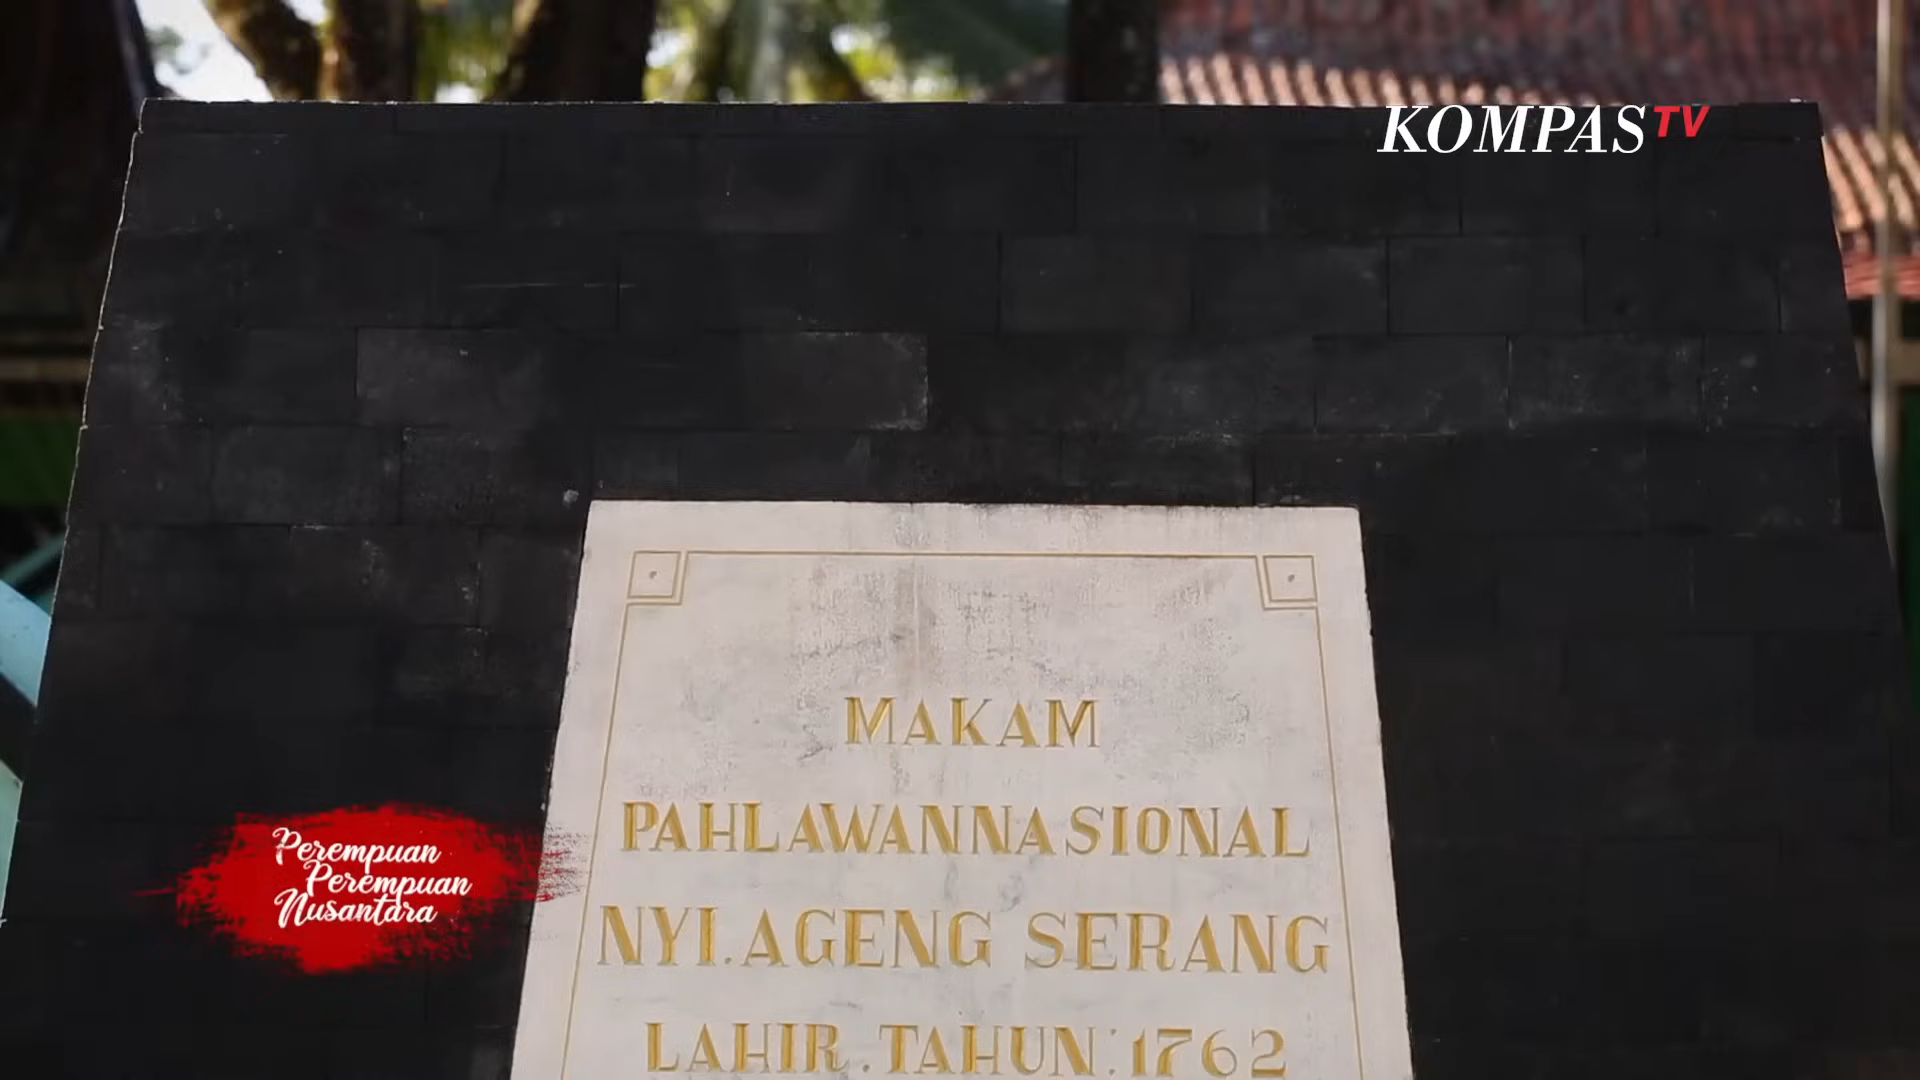 KOMPASTV
MAKAM
PAHLAWANNASIONAL
NYI.AGENG SERANG
LAHIR.TAHUN:1762
Perempuan
Perempuan
Nusantara